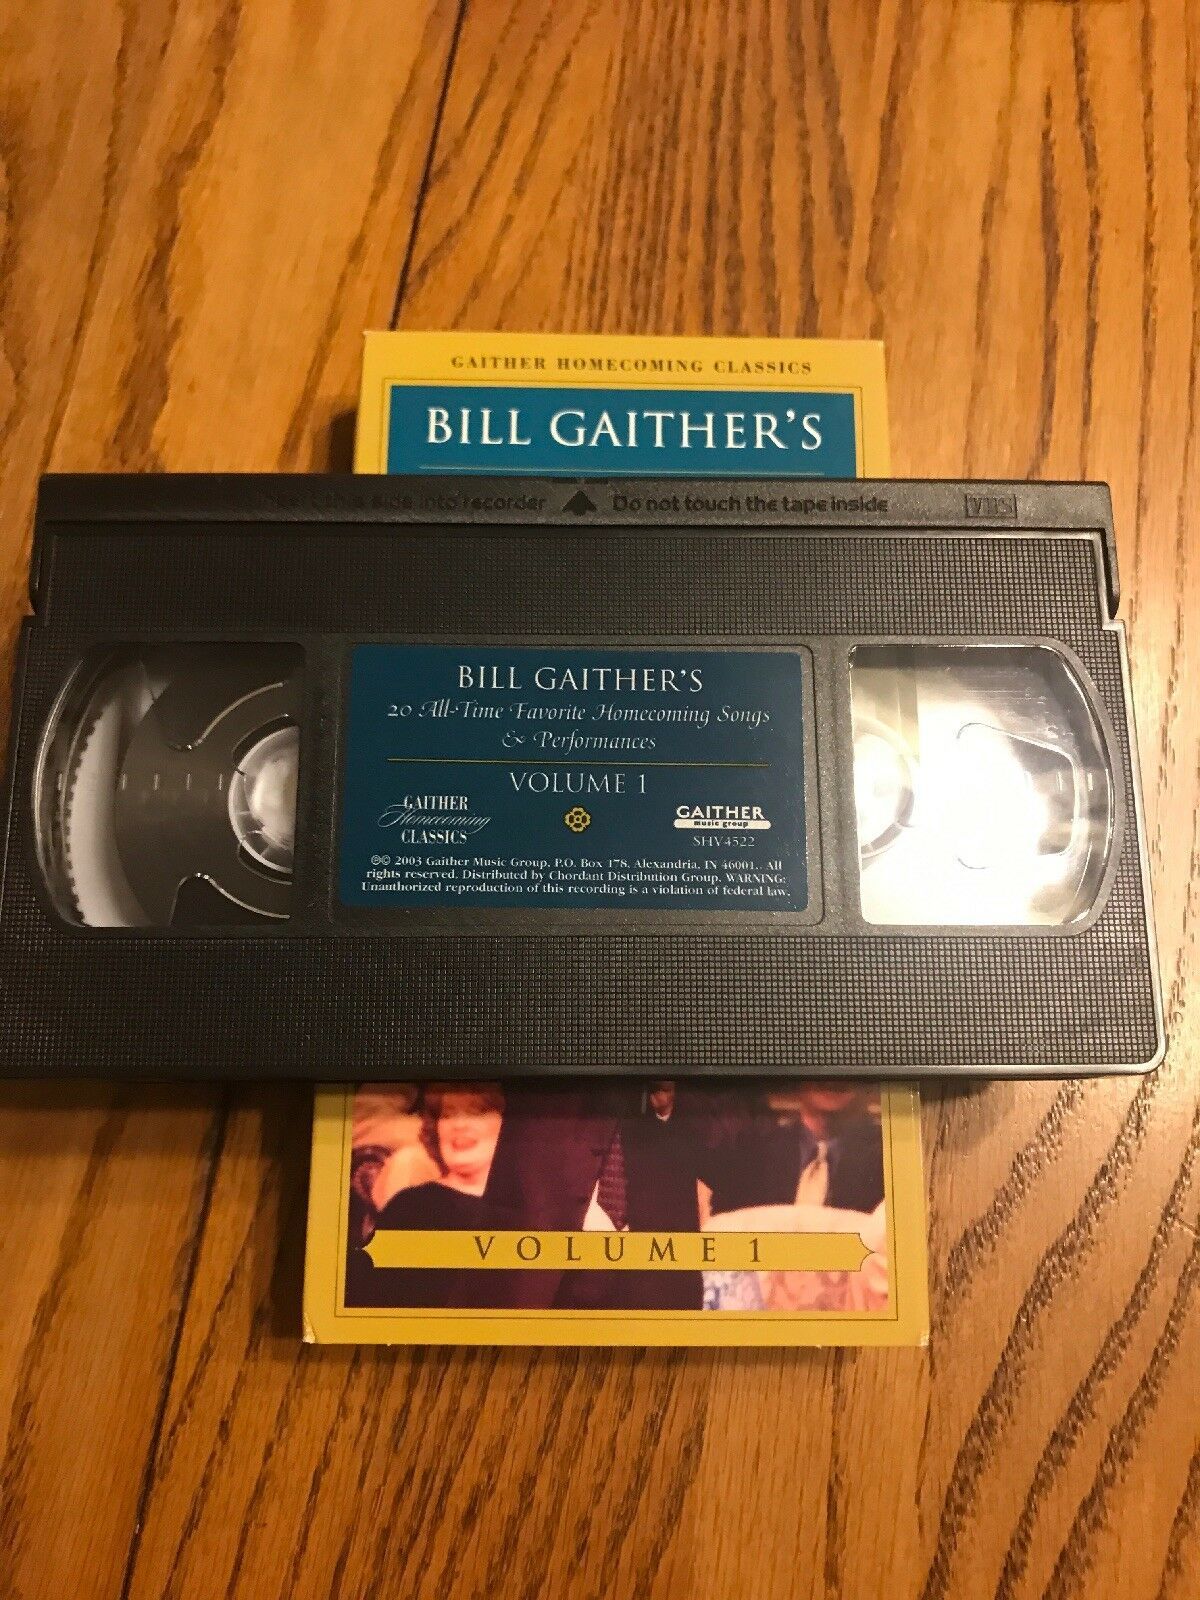 GAITHER HOMECOMING CLASSICS
BILL GAITHER'S
side into recorder Do not touch the tape inside VHS
BILL GAITHER'S
20 All-Time Favorite Homecoming Songs
& Performances
VOLUME 1
GAITHER
Homecoming
CLASSICS
GAITHER
music group
SHV4522
℗© 2003 Gaither Music Group, P.O. Box 178, Alexandria, IN 46001.. All
rights reserved. Distributed by Chordant Distribution Group. WARNING:
Unauthorized reproduction of this recording is a violation of federal law.
VOLUME 1